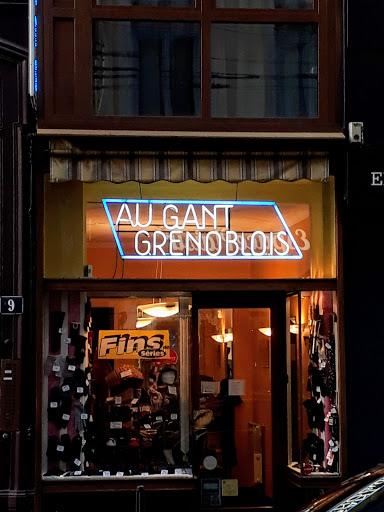 AU GANT
GRENOBLOIS
9
Fins
Séries